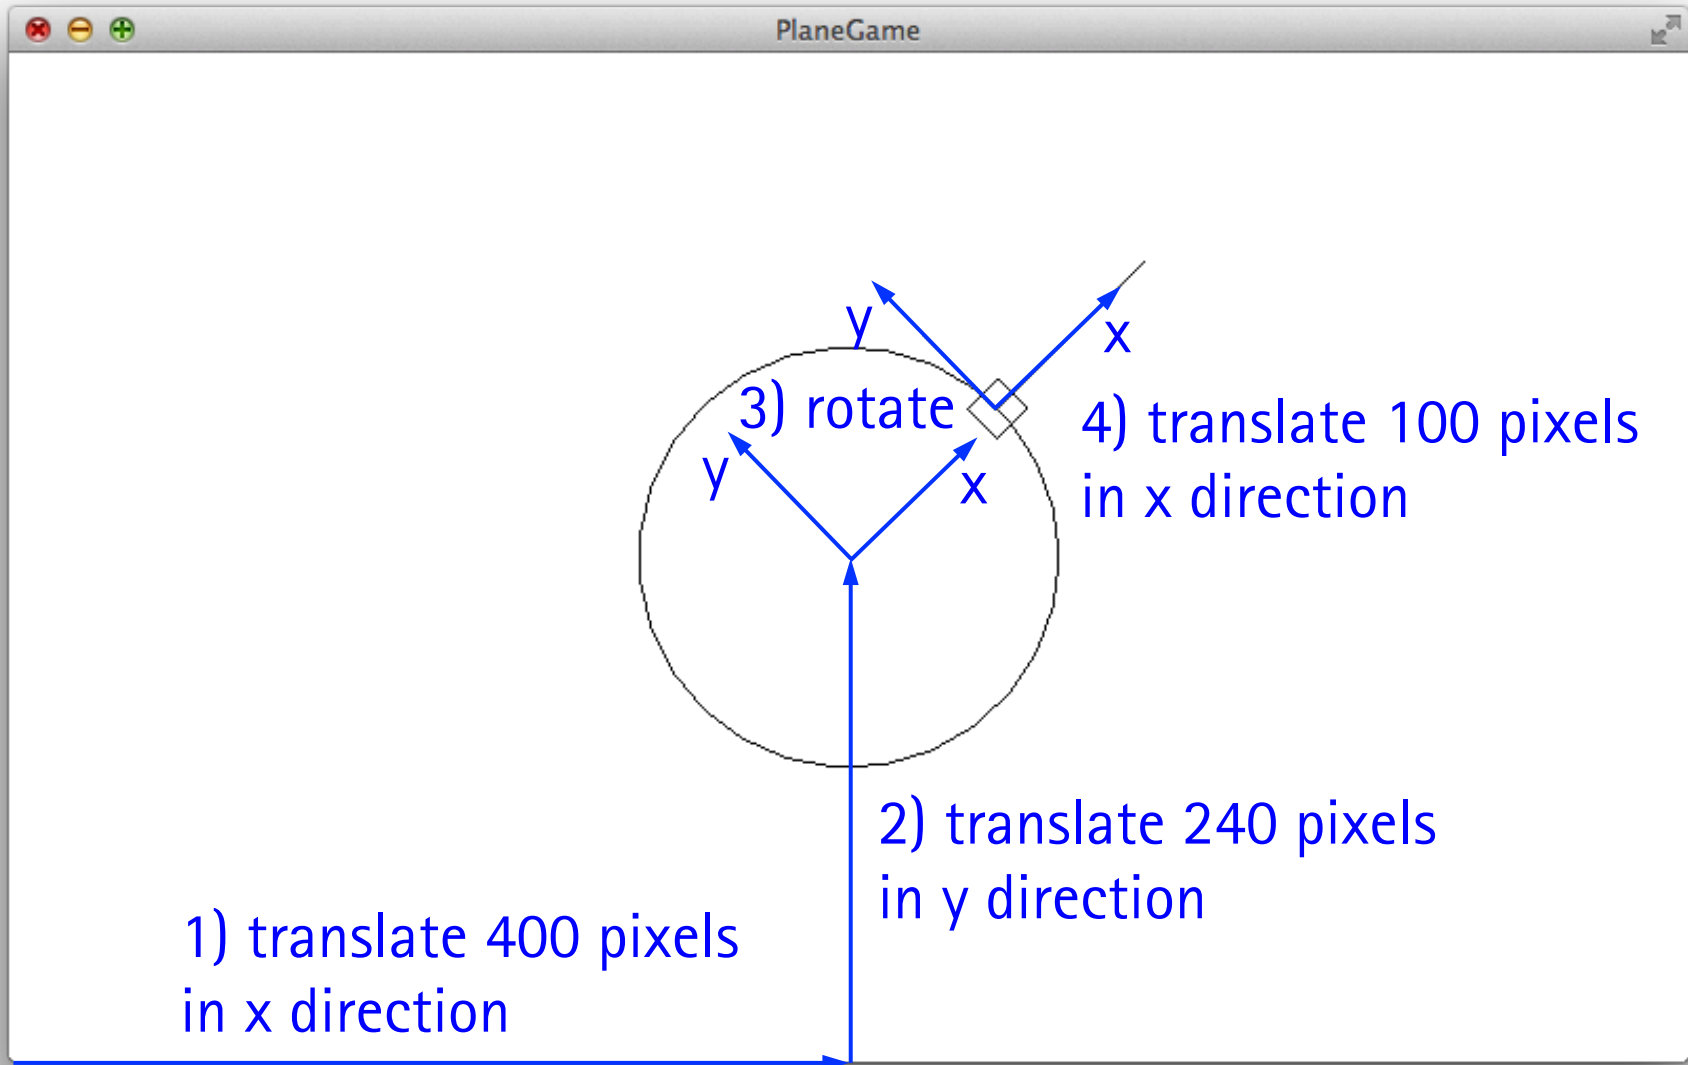 PlaneGame
y
x
3) rotate
4) translate 100 pixels
in x direction
y
x
2) translate 240 pixels
in y direction
1) translate 400 pixels
in x direction